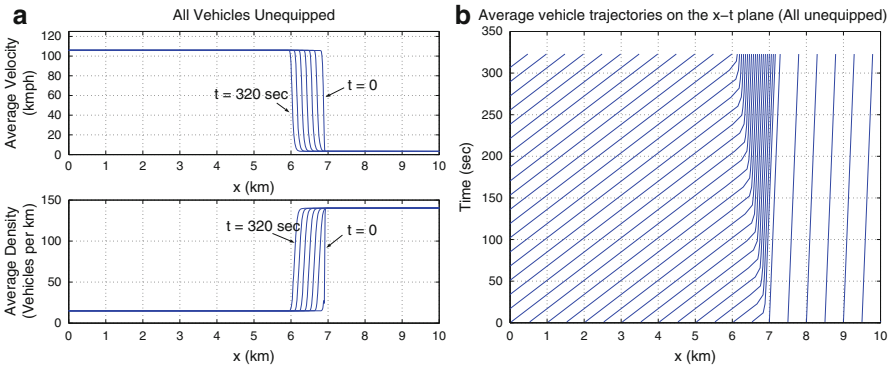 a
All Vehicles Unequipped
Average Velocity
(kmph)
120
100
80
60
40
20
0
t = 320 sec
t = 0
0 1 2 3 4 5 6 7 8 9 10
x (km)
Average Density
(Vehicles per km)
150
100
50
0
t = 320 sec
t = 0
0 1 2 3 4 5 6 7 8 9 10
x (km)
b
Average vehicle trajectories on the x−t plane (All unequipped)
Time (sec)
350
300
250
200
150
100
50
0
0 1 2 3 4 5 6 7 8 9 10
x (km)